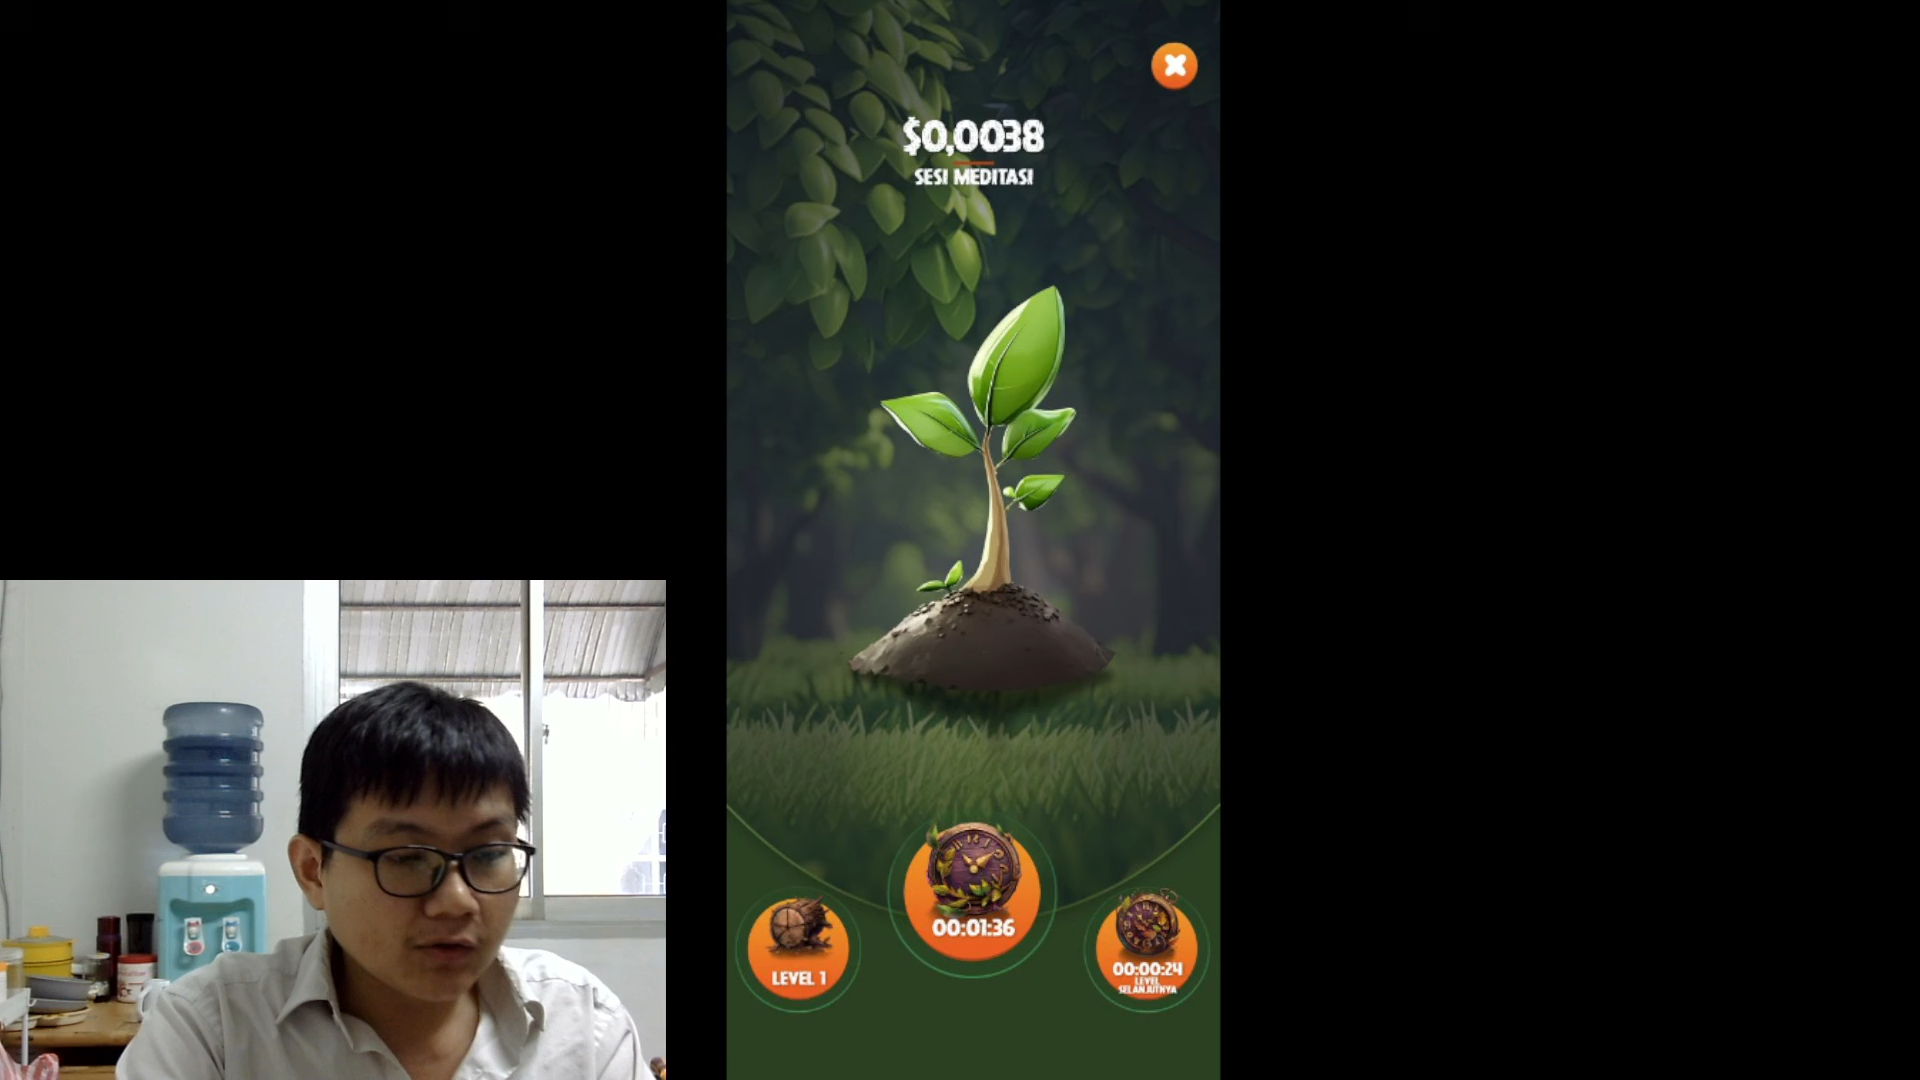 $0,0038
SESI MEDITASI
00:01:36
LEVEL 1
00:00:24
LEVEL
SELANJUTNYA